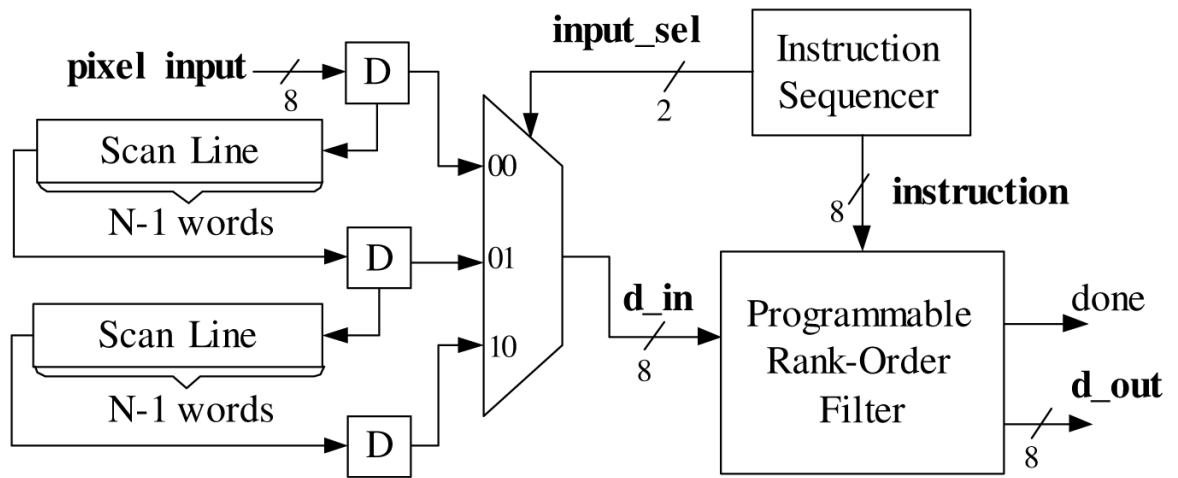 pixel input
8
D
Scan Line
N-1 words
D
Scan Line
N-1 words
D
00
01
10
input_sel
2
Instruction
Sequencer
8
instruction
d_in
8
Programmable
Rank-Order
Filter
done
d_out
8